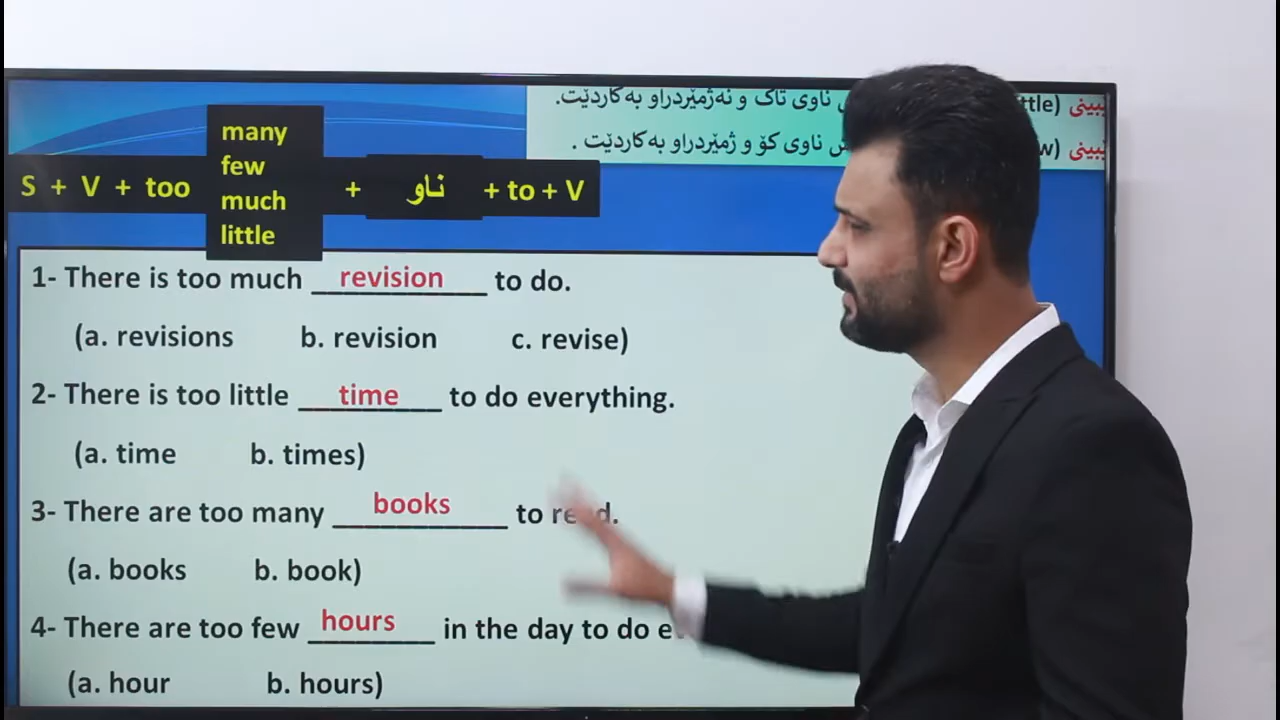 ناوی تاک و نەژمێردراو بەکاردێت.
ناوی کۆ و ژمێردراو بەکاردێت .
many
few
much
little
S + V + too + ناو + to + V
1- There is too much revision to do.
(a. revisions b. revision c. revise)
2- There is too little time to do everything.
(a. time b. times)
3- There are too many books to read.
(a. books b. book)
4- There are too few hours in the day to do
(a. hour b. hours)